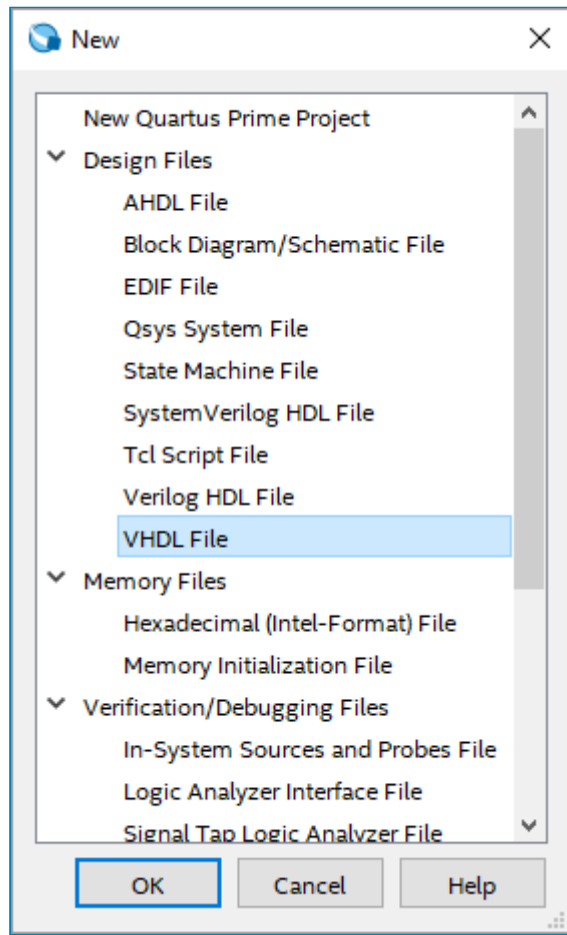 New
New Quartus Prime Project
Design Files
AHDL File
Block Diagram/Schematic File
EDIF File
Qsys System File
State Machine File
SystemVerilog HDL File
Tcl Script File
Verilog HDL File
VHDL File
Memory Files
Hexadecimal (Intel-Format) File
Memory Initialization File
Verification/Debugging Files
In-System Sources and Probes File
Logic Analyzer Interface File
Signal Tap Logic Analyzer File
OK Cancel Help